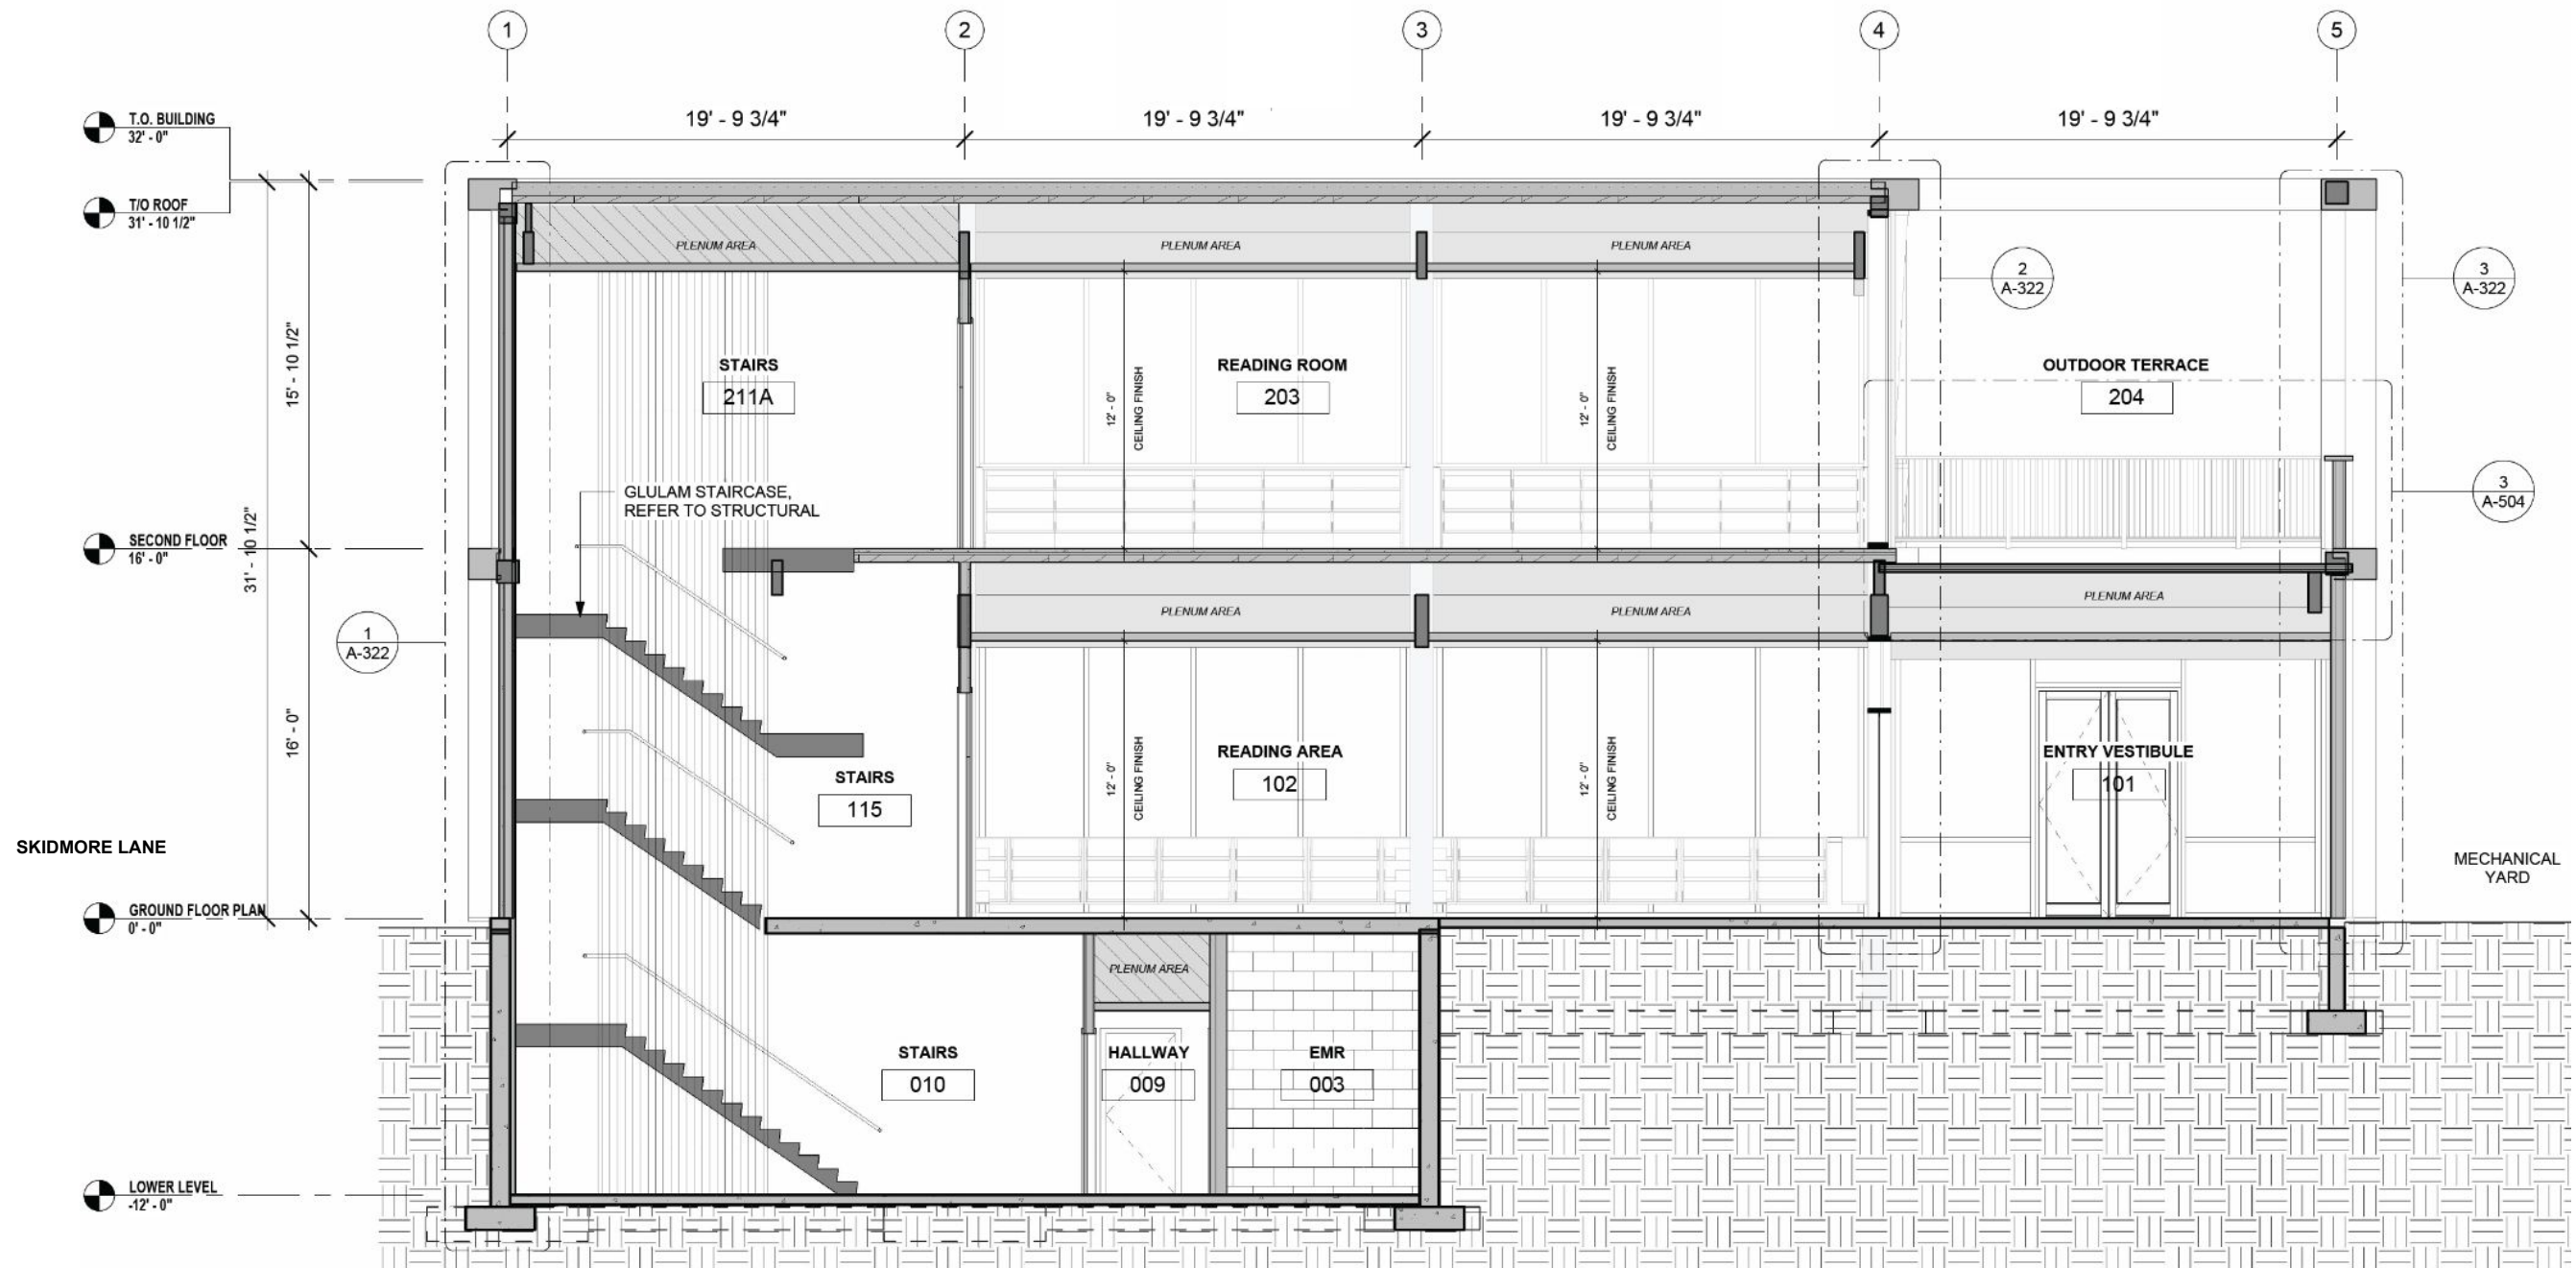 1
2
3
4
5
19' - 9 3/4"
19' - 9 3/4"
19' - 9 3/4"
19' - 9 3/4"
T.O. BUILDING
32' - 0"
T/O ROOF
31' - 10 1/2"
PLENUM AREA
PLENUM AREA
PLENUM AREA
2
A-322
3
A-322
15' - 10 1/2"
STAIRS
211A
READING ROOM
203
OUTDOOR TERRACE
204
12' - 0"
CEILING FINISH
12' - 0"
CEILING FINISH
GLULAM STAIRCASE,
REFER TO STRUCTURAL
3
A-504
SECOND FLOOR
16' - 0"
31' - 10 1/2"
PLENUM AREA
PLENUM AREA
PLENUM AREA
1
A-322
16' - 0"
STAIRS
115
READING AREA
102
ENTRY VESTIBULE
101
12' - 0"
CEILING FINISH
12' - 0"
CEILING FINISH
SKIDMORE LANE
MECHANICAL
YARD
GROUND FLOOR PLAN
0' - 0"
PLENUM AREA
STAIRS
010
HALLWAY
009
EMR
003
LOWER LEVEL
-12' - 0"